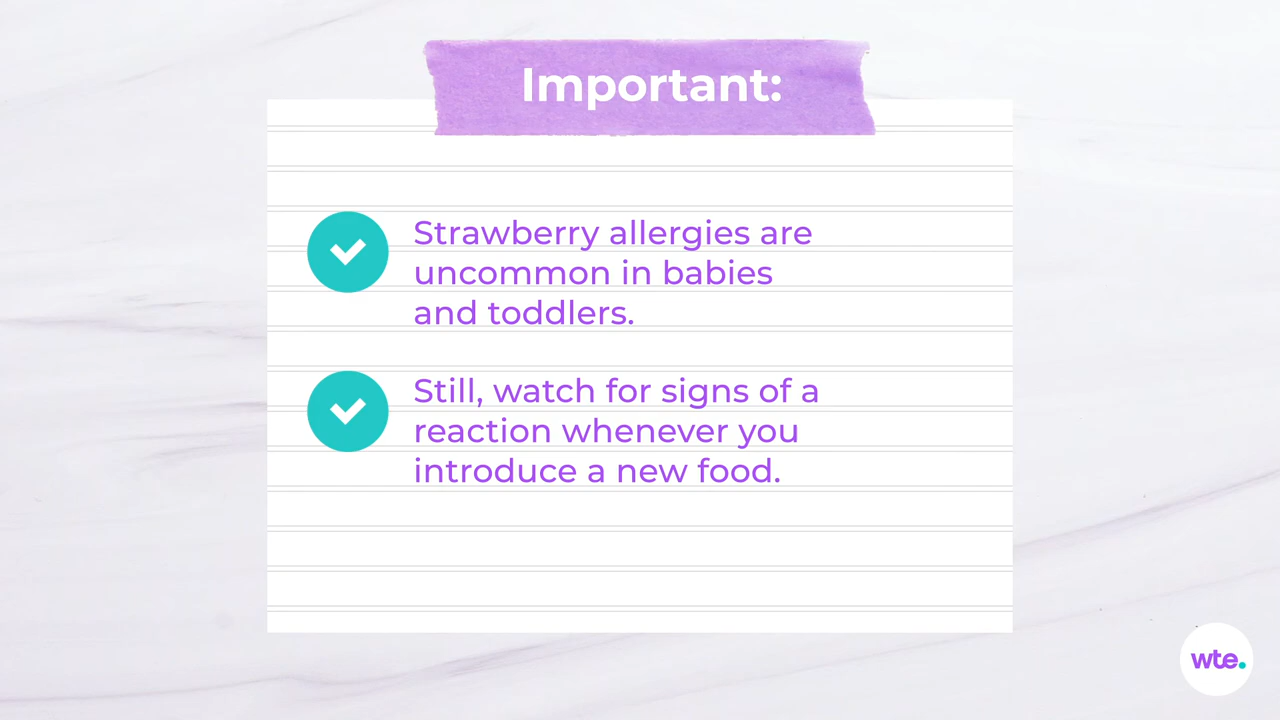 Important:
Strawberry allergies are
uncommon in babies
and toddlers.
Still, watch for signs of a
reaction whenever you
introduce a new food.
wte.